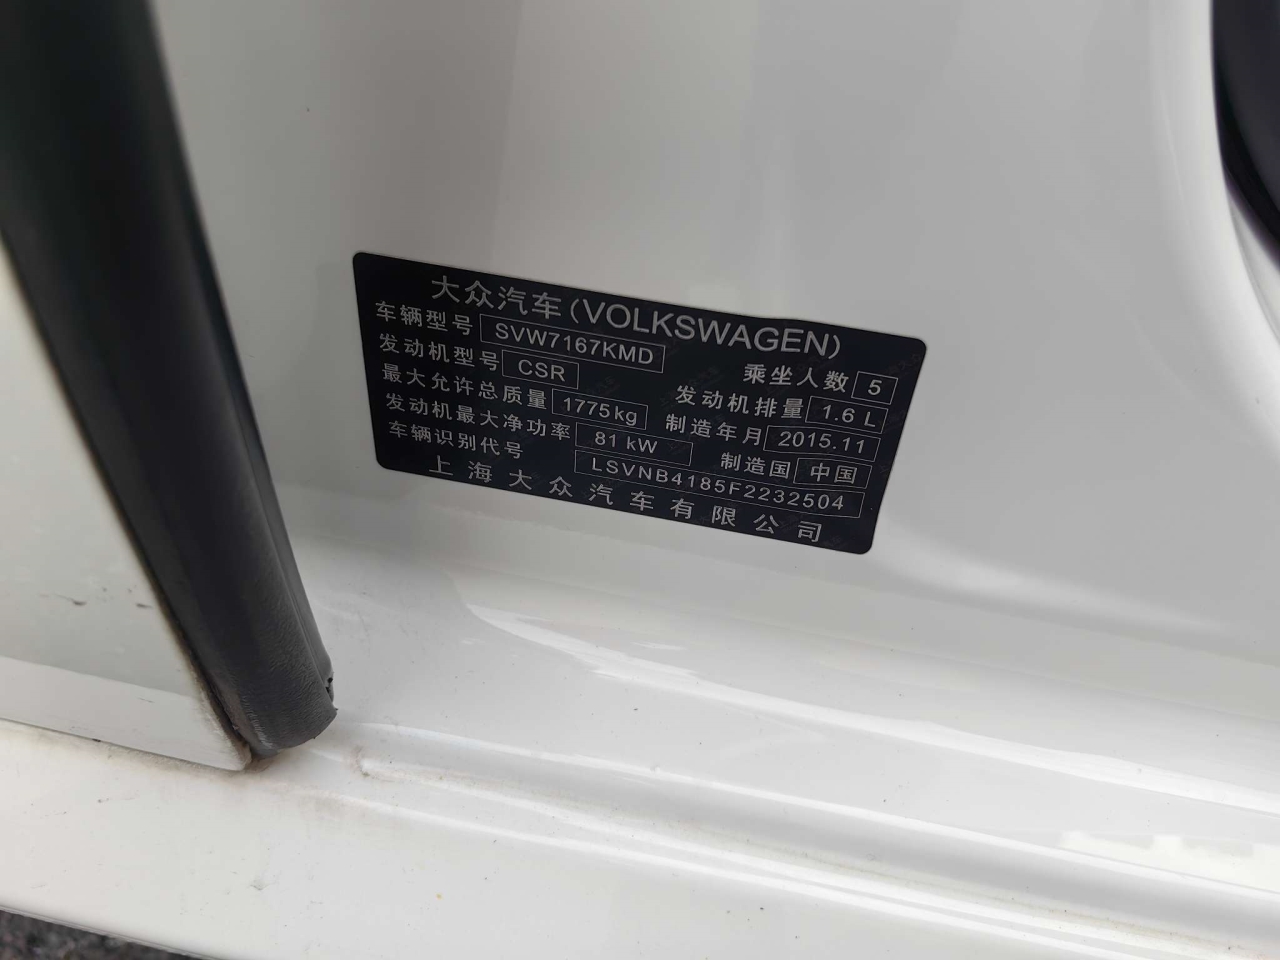 大众汽车(VOLKSWAGEN)
车辆型号 SVW7167KMD 乘坐人数 5
发动机型号 CSR 发动机排量 1.6 L
最大允许总质量 1775kg 制造年月 2015.11
发动机最大净功率 81 kW 制造国 中国
车辆识别代号 LSVNB4185F2232504
上海大众汽车有限公司